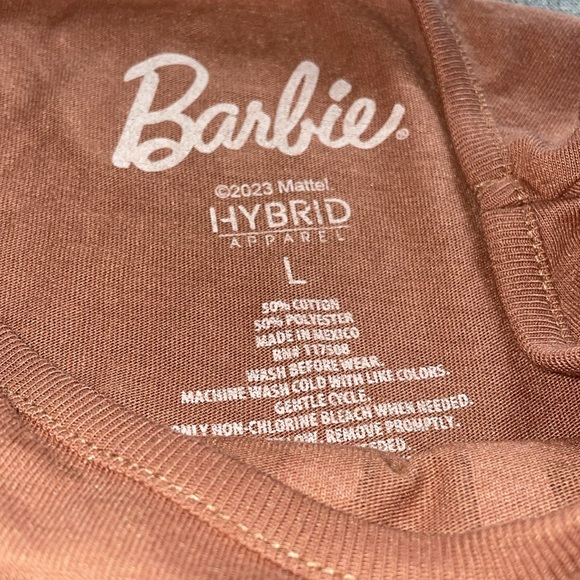 Barbie®
©2023 Mattel.
HYBRID
APPAREL
L
50% COTTON
50% POLYESTER
MADE IN MEXICO
RN# 117508
WASH BEFORE WEAR.
MACHINE WASH COLD WITH LIKE COLORS.
GENTLE CYCLE.
ONLY NON-CHLORINE BLEACH WHEN NEEDED.
REMOVE PROMPTLY.